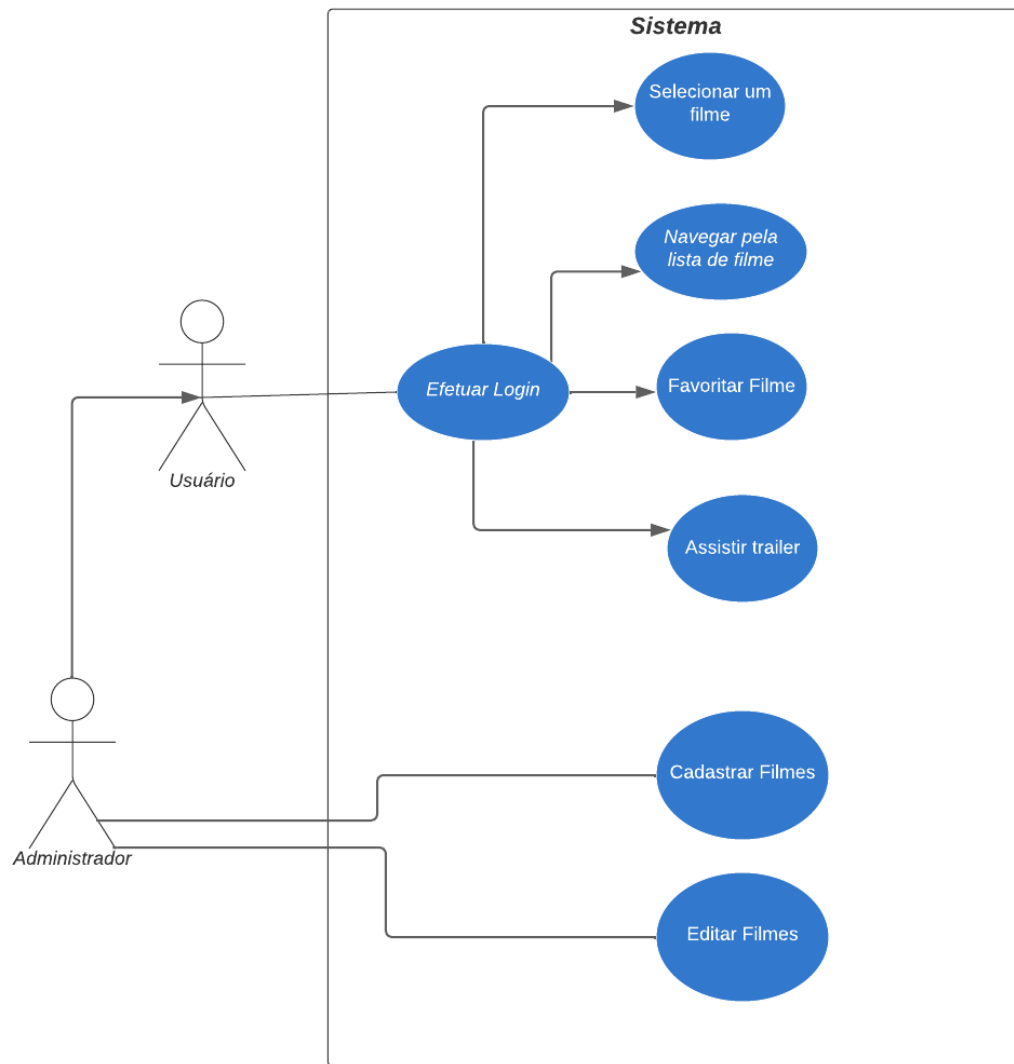 Sistema
Selecionar um
filme
Navegar pela
lista de filme
Favoritar Filme
Efetuar Login
Usuário
Assistir trailer
Cadastrar Filmes
Administrador
Editar Filmes